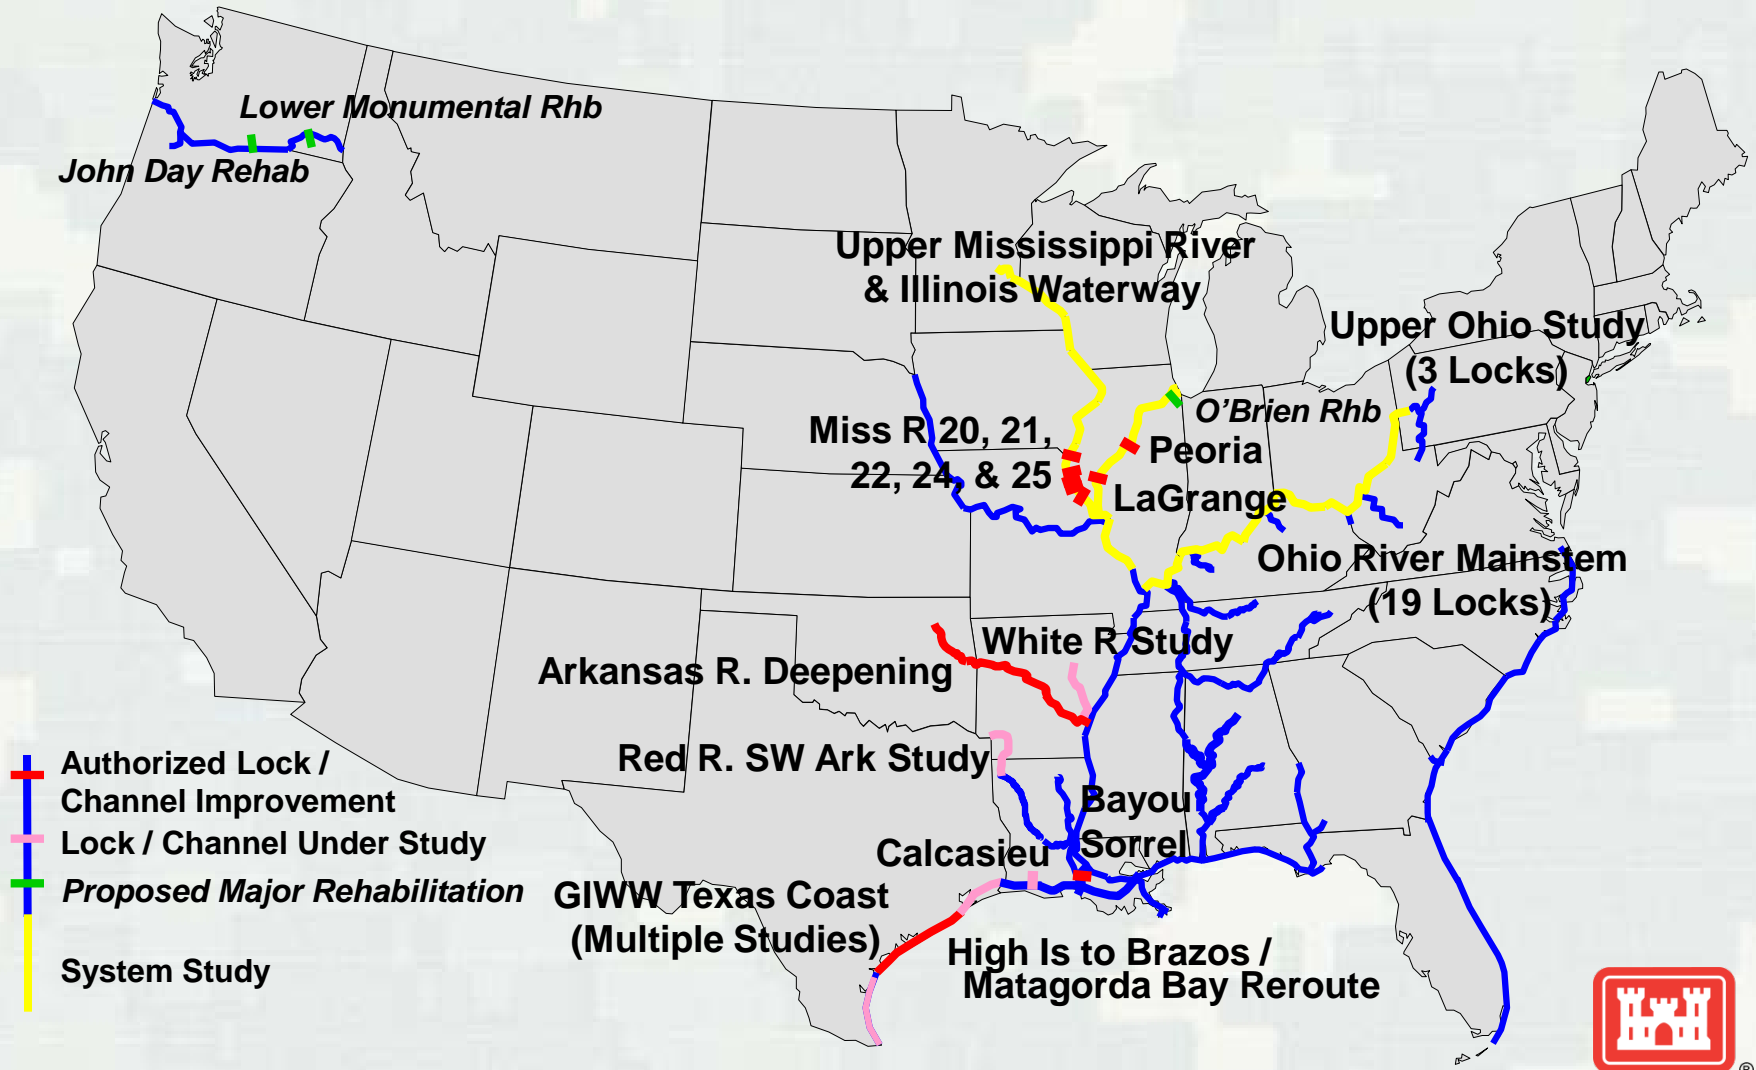 Lower Monumental Rhb
John Day Rehab
Upper Mississippi River
& Illinois Waterway
Upper Ohio Study
(3 Locks)
O'Brien Rhb
Miss R 20, 21,
22, 24, & 25
Peoria
LaGrange
Ohio River Mainstem
(19 Locks)
White R Study
Arkansas R. Deepening
Red R. SW Ark Study
Bayou
Sorrel
Calcasieu
GIWW Texas Coast
(Multiple Studies)
High Is to Brazos /
Matagorda Bay Reroute
Authorized Lock /
Channel Improvement
Lock / Channel Under Study
Proposed Major Rehabilitation
System Study
®